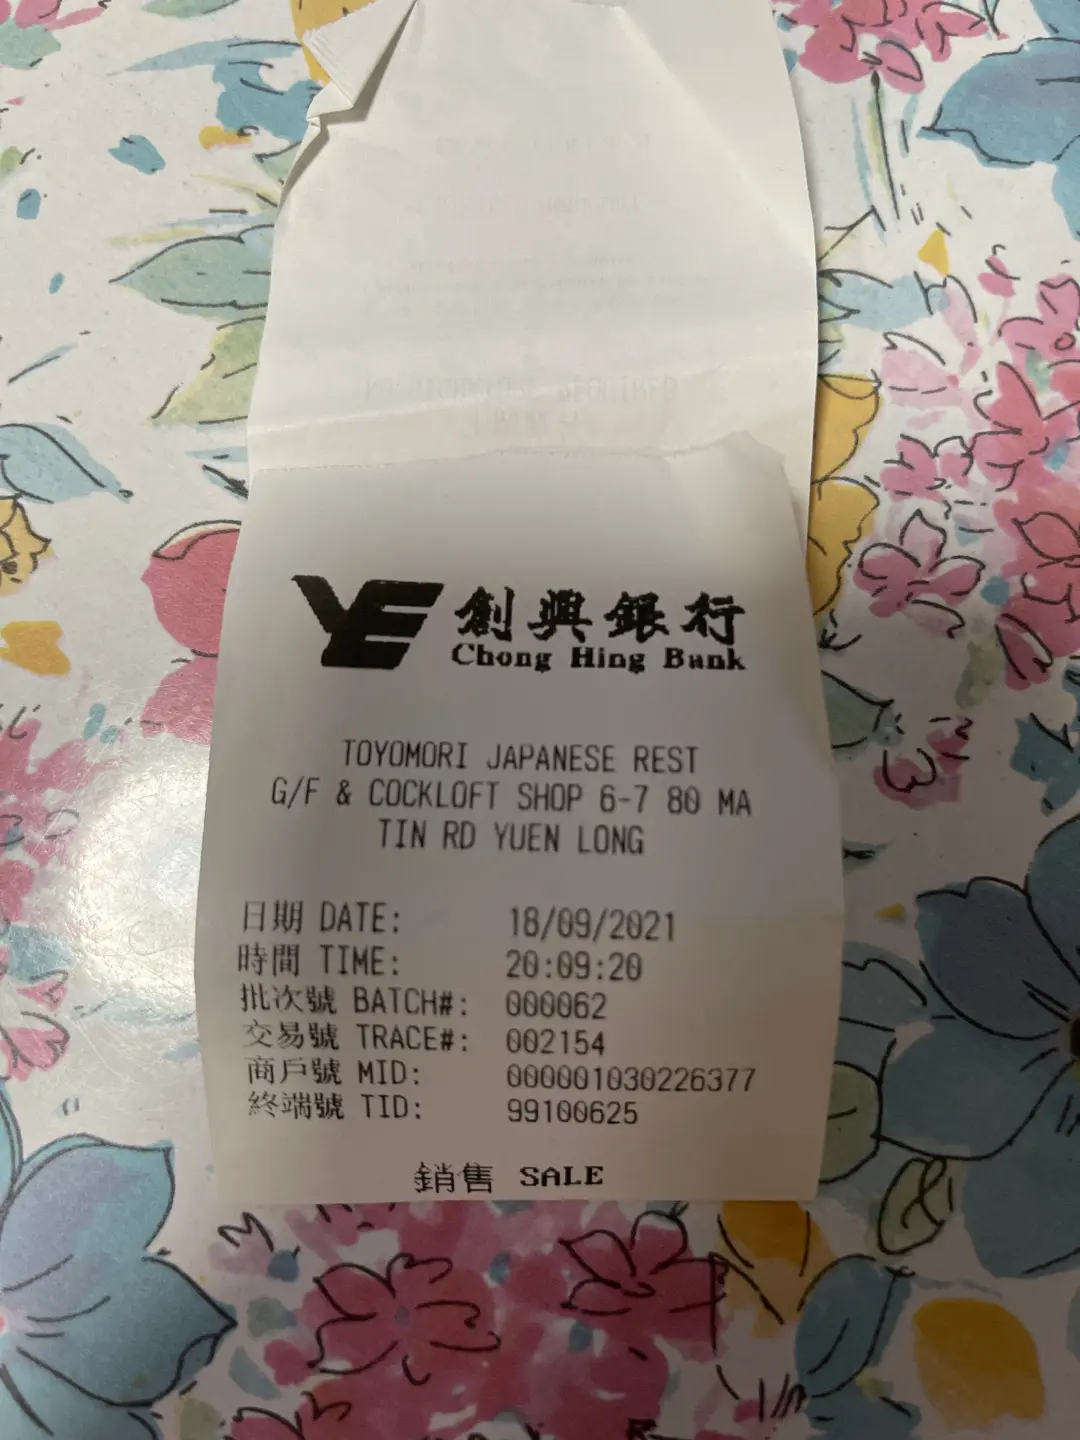 創興銀行
Chong Hing Bank
TOYOMORI JAPANESE REST
G/F & COCKLOFT SHOP 6-7 80 MA
TIN RD YUEN LONG
日期 DATE: 18/09/2021
時間 TIME: 20:09:20
批次號 BATCH#: 000062
交易號 TRACE#: 002154
商戶號 MID: 000001030226377
終端號 TID: 99100625
銷售 SALE